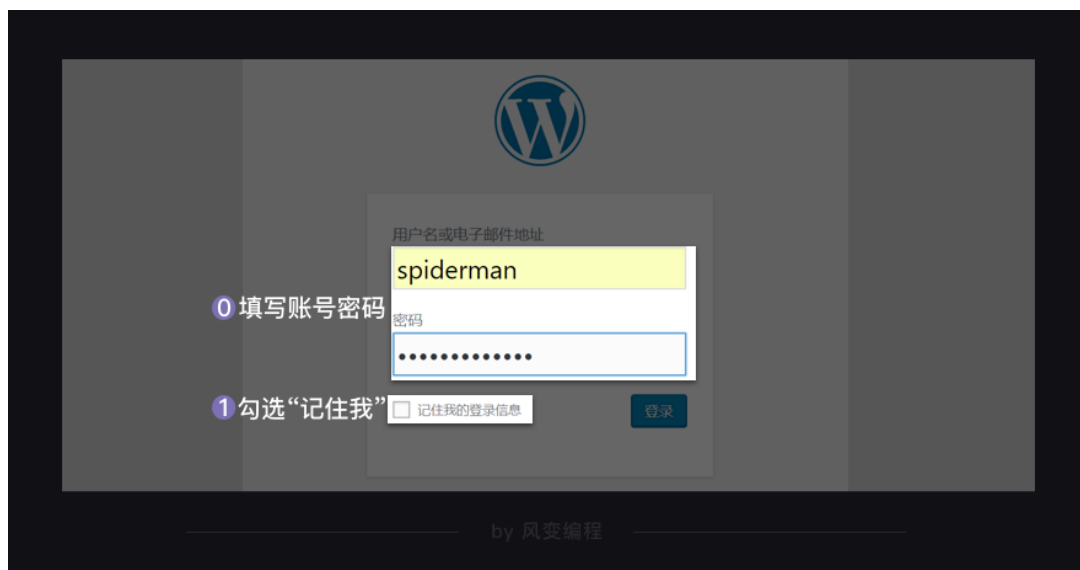 用户名或电子邮件地址
spiderman
0 填写账号密码
密码
•••••••••••••
1 勾选“记住我”
记住我的登录信息
登录
by 风变编程